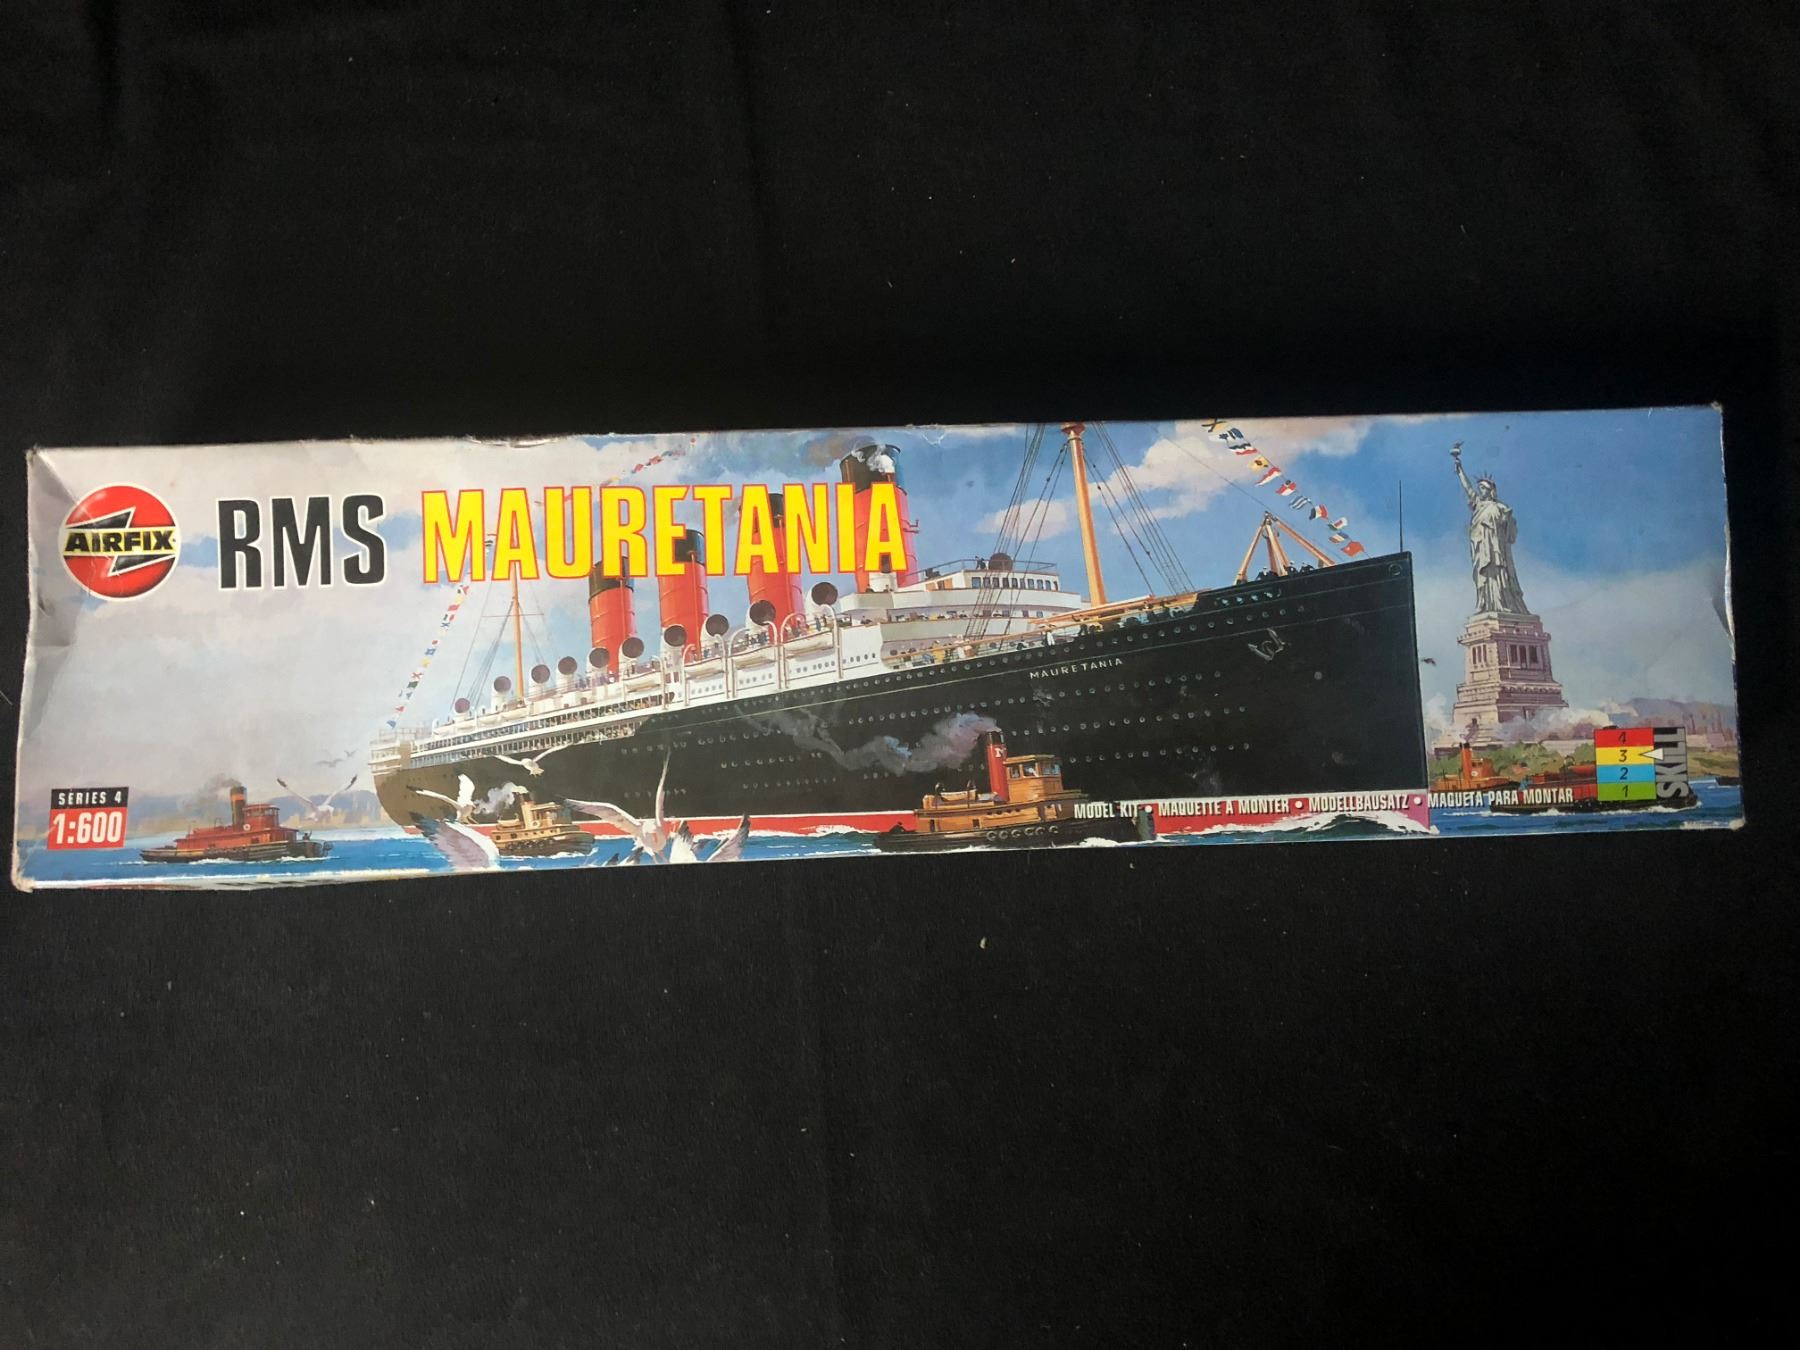 AIRFIX
RMS MAURETANIA
MAURETANIA
SERIES 4
1:600
MODEL KIT • MAQUETTE A MONTER • MODELLBAUSATZ • MAQUETA PARA MONTAR
4
3
2
1
SKILL